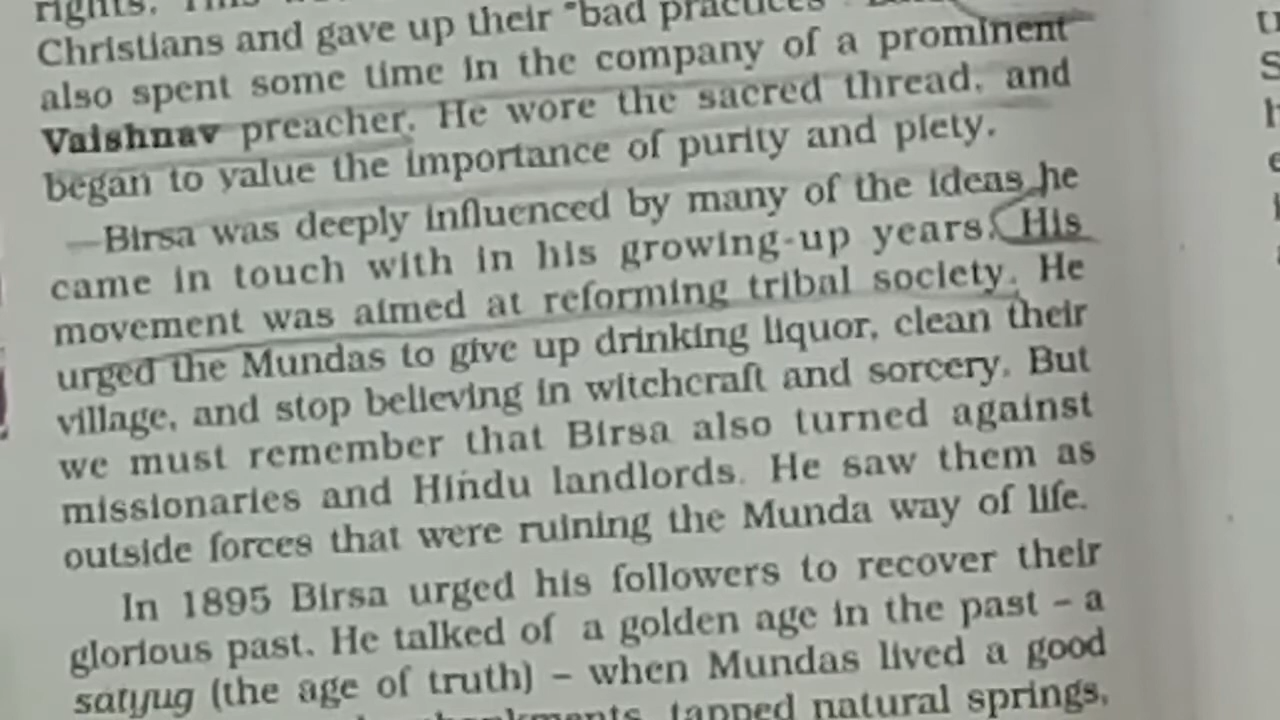 rights.
Christians and gave up their "bad practices"
also spent some time in the company of a prominent
Vaishnav preacher. He wore the sacred thread, and
began to value the importance of purity and piety.
Birsa was deeply influenced by many of the ideas he
came in touch with in his growing-up years. His
movement was aimed at reforming tribal society. He
urged the Mundas to give up drinking liquor, clean their
village, and stop believing in witchcraft and sorcery. But
we must remember that Birsa also turned against
missionaries and Hindu landlords. He saw them as
outside forces that were ruining the Munda way of life.
In 1895 Birsa urged his followers to recover their
glorious past. He talked of a golden age in the past – a
satyug (the age of truth) – when Mundas lived a good
tapped natural springs,